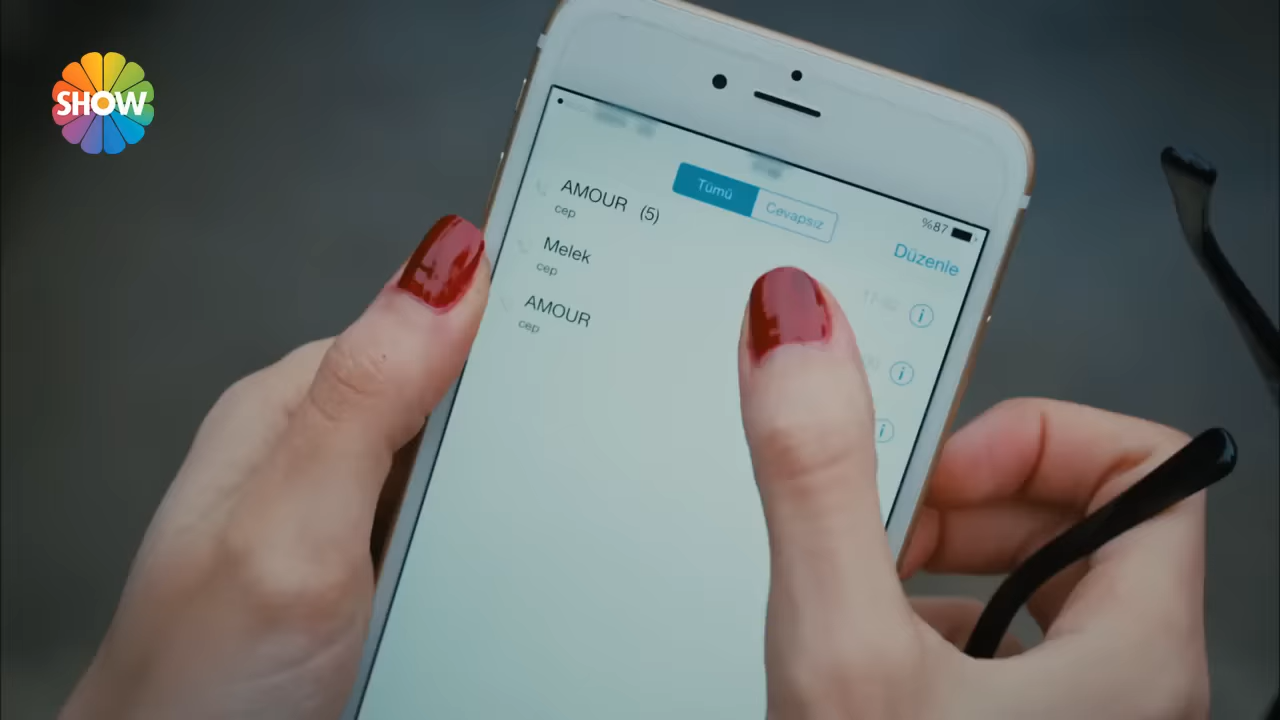 SHOW
%87
Tümü Cevapsız
Düzenle
AMOUR (5)
cep
Melek
cep
AMOUR
cep